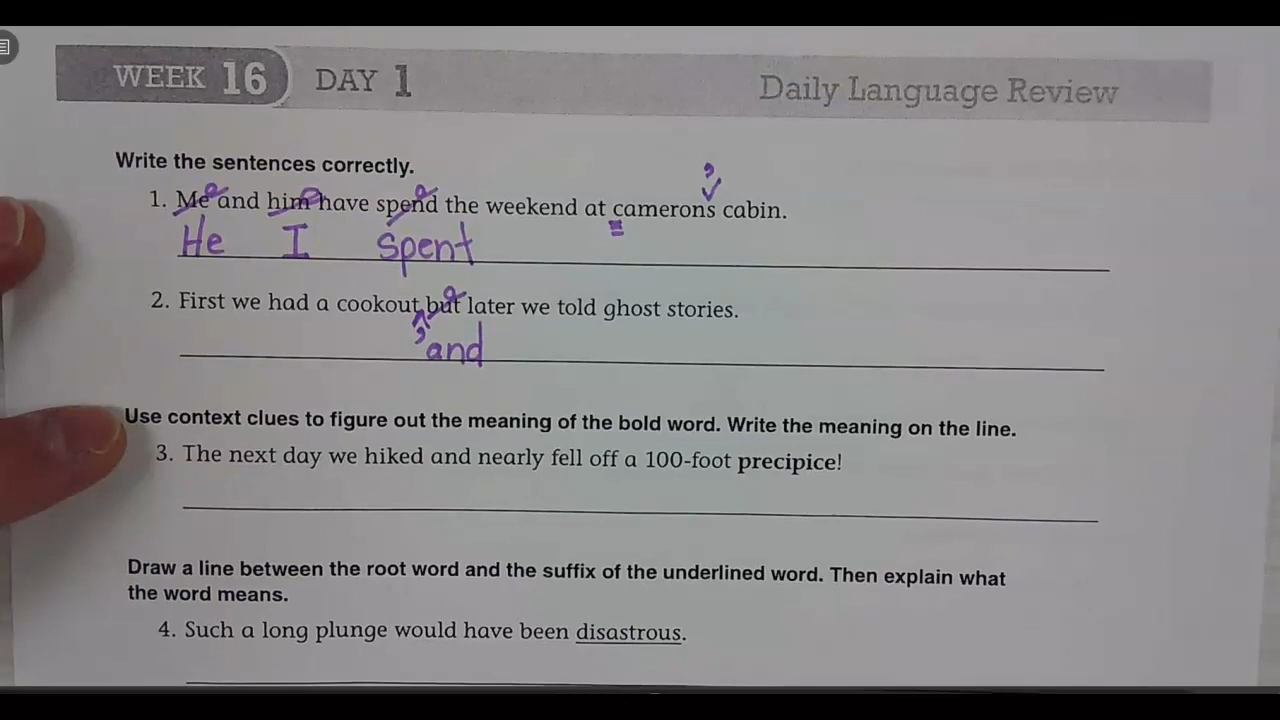 WEEK 16 DAY 1 Daily Language Review
Write the sentences correctly.
1. Me and him have spend the weekend at camerons cabin.
He I spent
2. First we had a cookout but later we told ghost stories.
, and
Use context clues to figure out the meaning of the bold word. Write the meaning on the line.
3. The next day we hiked and nearly fell off a 100-foot precipice!
Draw a line between the root word and the suffix of the underlined word. Then explain what
the word means.
4. Such a long plunge would have been disastrous.